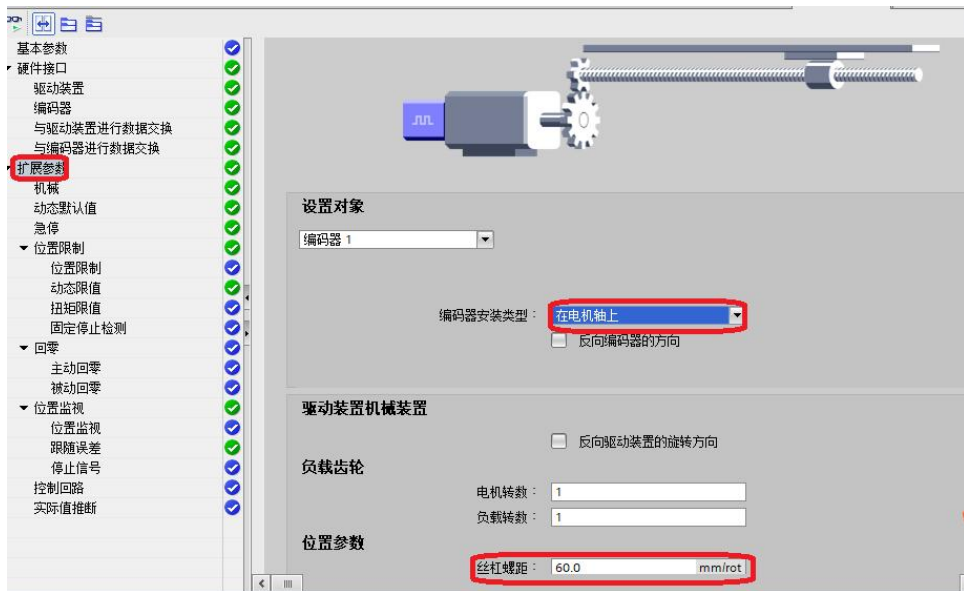 基本参数
硬件接口
驱动装置
编码器
与驱动装置进行数据交换
与编码器进行数据交换
扩展参数
机械
动态默认值
急停
位置限制
位置限制
动态限值
扭矩限值
固定停止检测
回零
主动回零
被动回零
位置监视
位置监视
跟随误差
停止信号
控制回路
实际值推断
设置对象
编码器 1
编码器安装类型： 在电机轴上
反向编码器的方向
驱动装置机械装置
反向驱动装置的旋转方向
负载齿轮
电机转数： 1
负载转数： 1
位置参数
丝杠螺距： 60.0 mm/rot